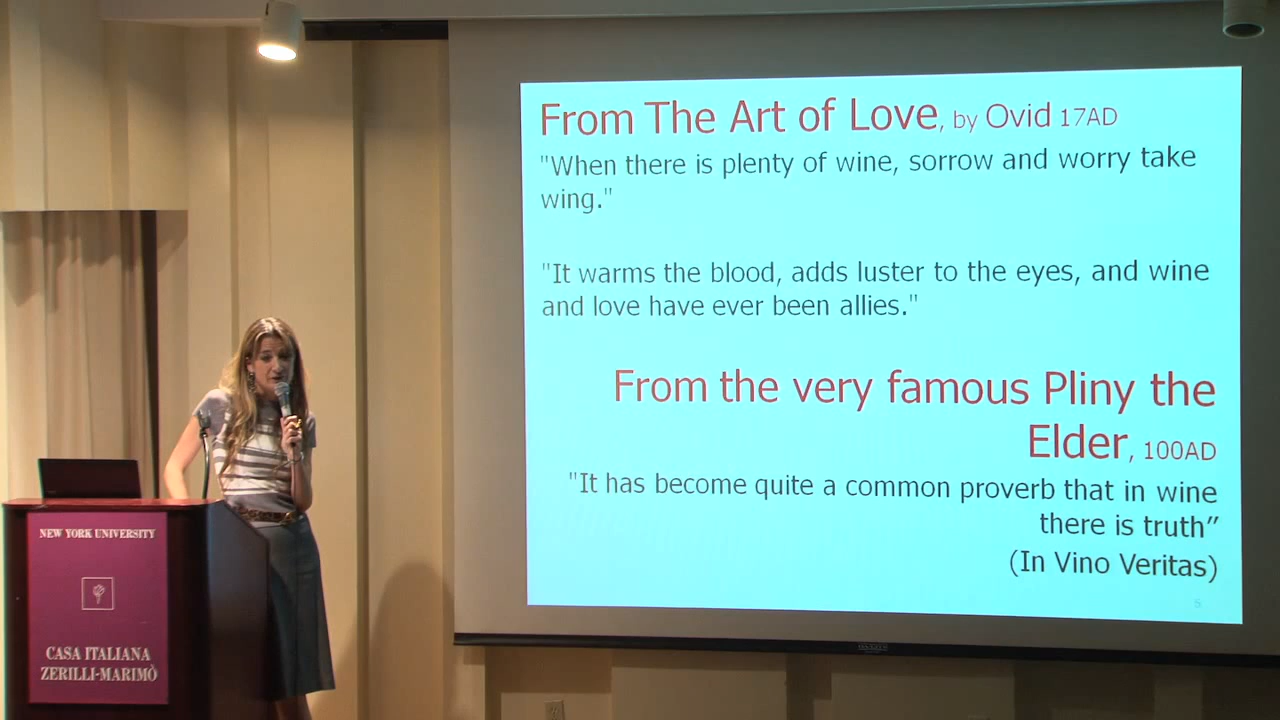 From The Art of Love, by Ovid 17AD
"When there is plenty of wine, sorrow and worry take
wing."
"It warms the blood, adds luster to the eyes, and wine
and love have ever been allies."
From the very famous Pliny the
Elder, 100AD
"It has become quite a common proverb that in wine
there is truth”
(In Vino Veritas)
5
NEW YORK UNIVERSITY
CASA ITALIANA
ZERILLI-MARIMÒ